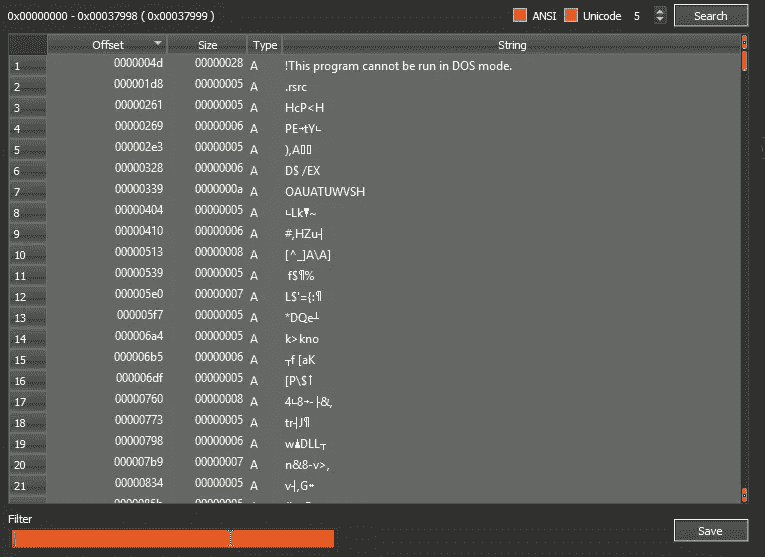 0x00000000 - 0x00037998 ( 0x00037999 ) ANSI Unicode 5 Search
Offset Size Type String
1 0000004d 00000028 A !This program cannot be run in DOS mode.
2 000001d8 00000005 A .rsrc
3 00000261 00000005 A HcP<H
4 00000269 00000006 A PE→tY∟
5 000002e3 00000005 A ),A▯▯
6 00000328 00000006 A D$ /EX
7 00000339 0000000a A OAUATUWVSH
8 00000404 00000005 A
9 00000410 00000006 A #,HZu┤
10 00000513 00000008 A [^_]A\A]
11 00000539 00000005 A f$¶%
12 000005e0 00000007 A L$'={:¶
13 000005f7 00000005 A *DQe┴
14 000006a4 00000005 A k>kno
15 000006b5 00000006 A ┬f [aK
16 000006df 00000005 A [P\$↑
17 00000760 00000008 A 4∟8→-├&,
18 00000773 00000005 A tr┤J¶
19 00000798 00000006 A w♟DLL┬
20 000007b9 00000007 A n&8-v>,
21 00000834 00000005 A
Filter
Save